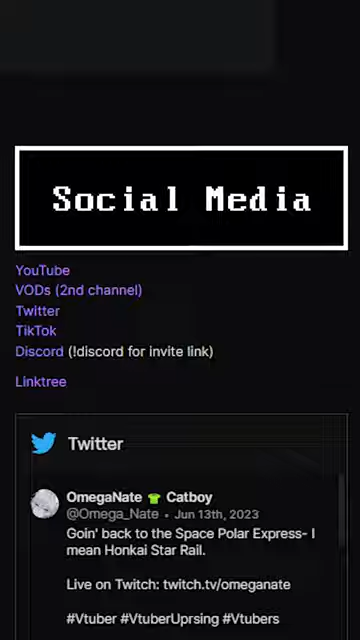 Social Media
YouTube
VODs (2nd channel)
Twitter
TikTok
Discord (!discord for invite link)
Linktree
Twitter
OmegaNate 👕 Catboy
@Omega_Nate • Jun 13th, 2023
Goin' back to the Space Polar Express- I
mean Honkai Star Rail.
Live on Twitch: twitch.tv/omeganate
#Vtuber #VtuberUprsing #Vtubers